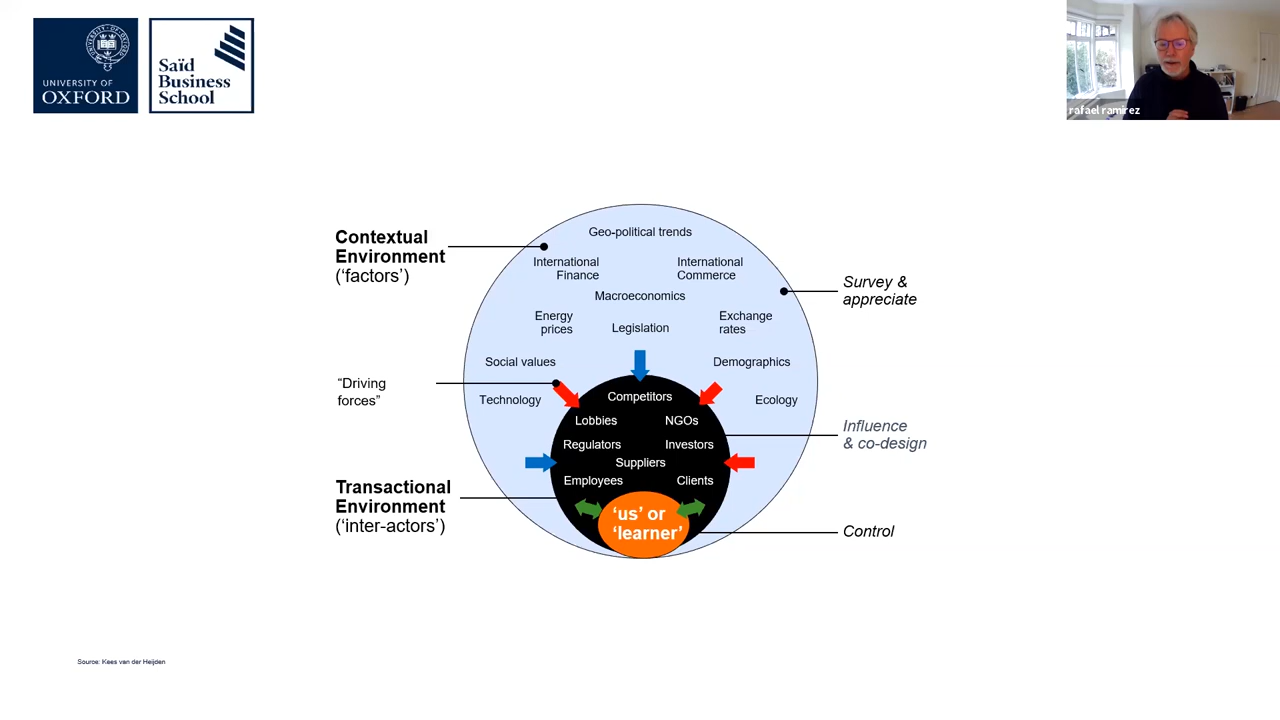 UNIVERSITY OF
OXFORD
Saïd
Business
School
rafael ramirez
Contextual
Environment
(‘factors’)
Geo-political trends
International
Finance
International
Commerce
Macroeconomics
Energy
prices
Legislation
Exchange
rates
Social values
Demographics
Technology
Ecology
Survey &
appreciate
“Driving
forces”
Competitors
Lobbies
NGOs
Regulators
Investors
Suppliers
Employees
Clients
Influence
& co-design
Transactional
Environment
(‘inter-actors’)
‘us’ or
‘learner’
Control
Source: Kees van der Heijden